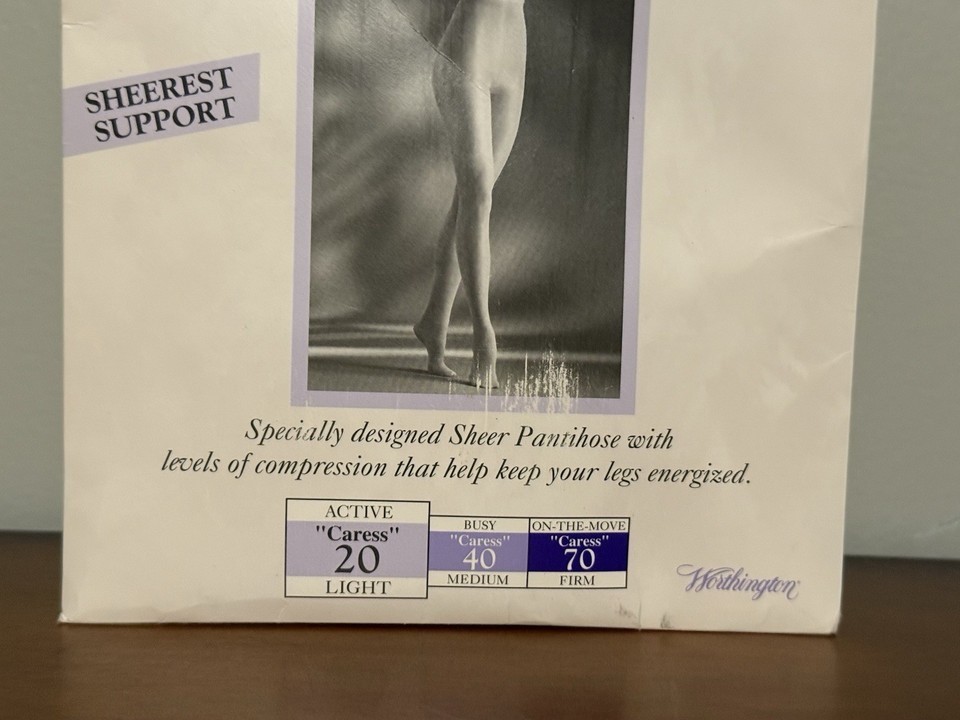 SHEEREST
SUPPORT
Specially designed Sheer Pantihose with
levels of compression that help keep your legs energized.
ACTIVE
"Caress"
20
LIGHT
BUSY
"Caress"
40
MEDIUM
ON-THE-MOVE
"Caress"
70
FIRM
Worthington